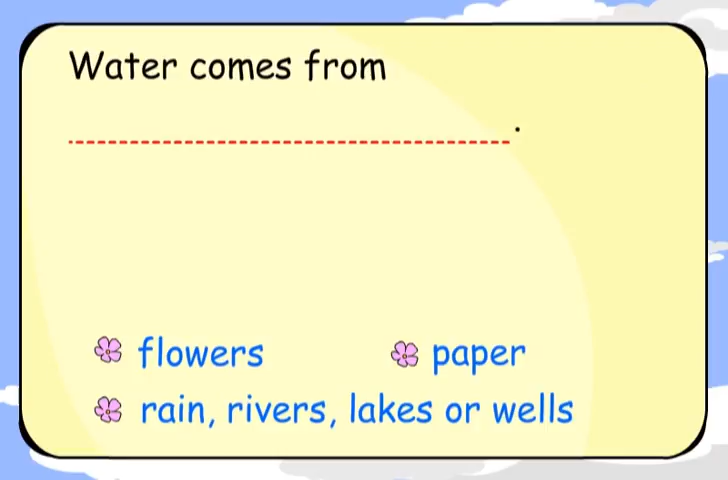 Water comes from
.
flowers
paper
rain, rivers, lakes or wells